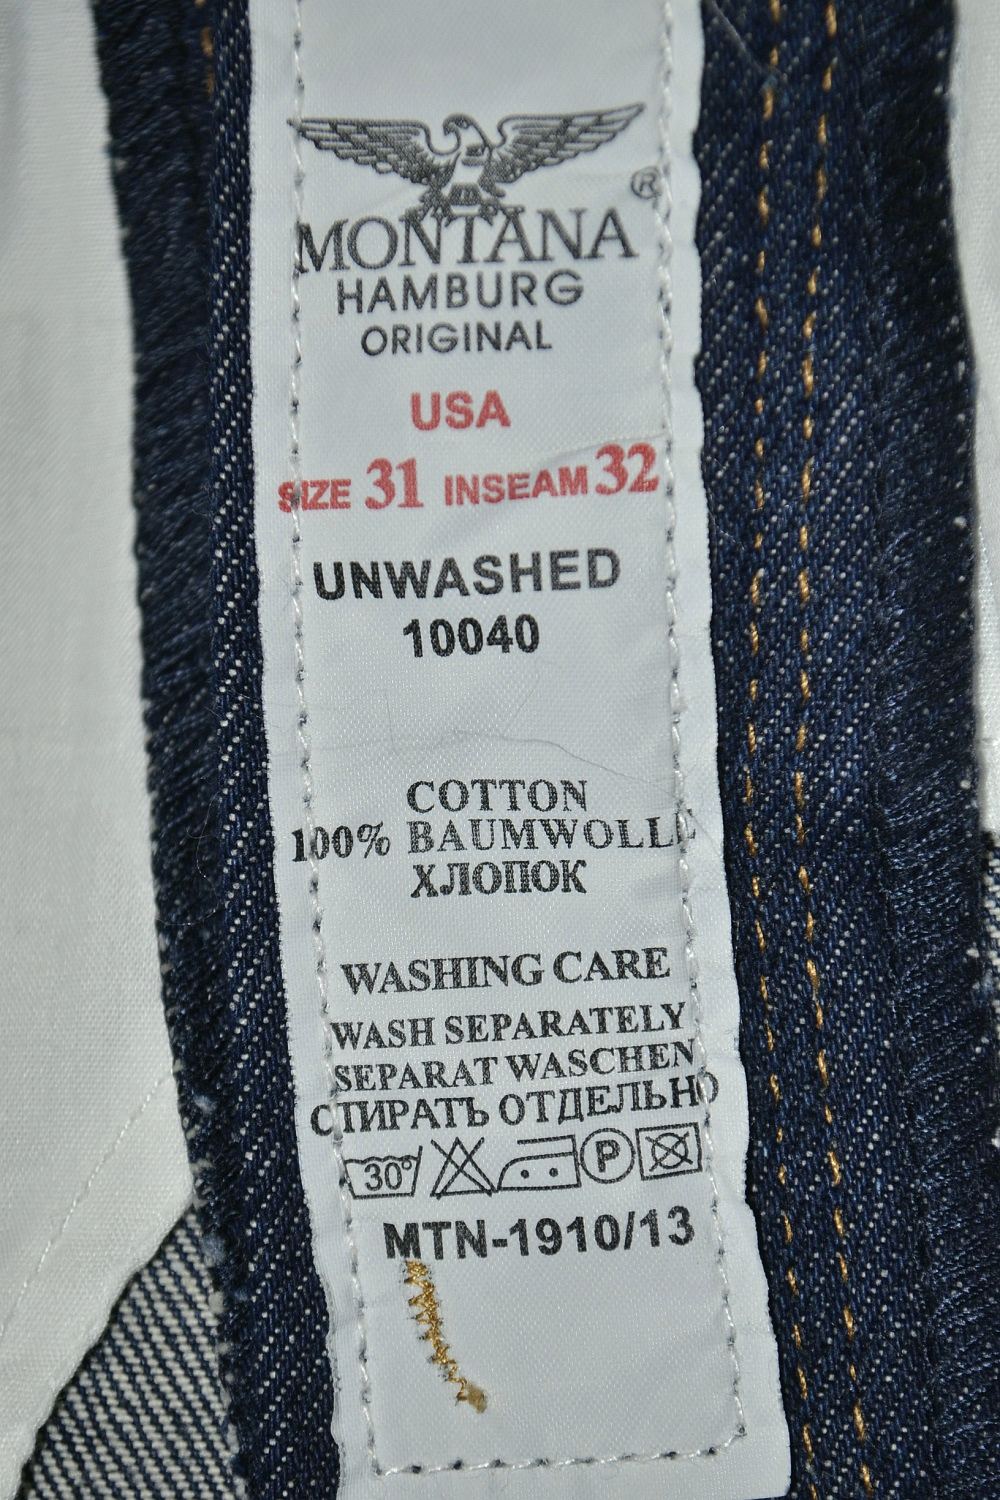 ®
MONTANA
HAMBURG
ORIGINAL
USA
SIZE 31 INSEAM 32
UNWASHED
10040
COTTON
100% BAUMWOLLE
ХЛОПОК
WASHING CARE
WASH SEPARATELY
SEPARAT WASCHEN
СТИРАТЬ ОТДЕЛЬНО
30° P
MTN-1910/13